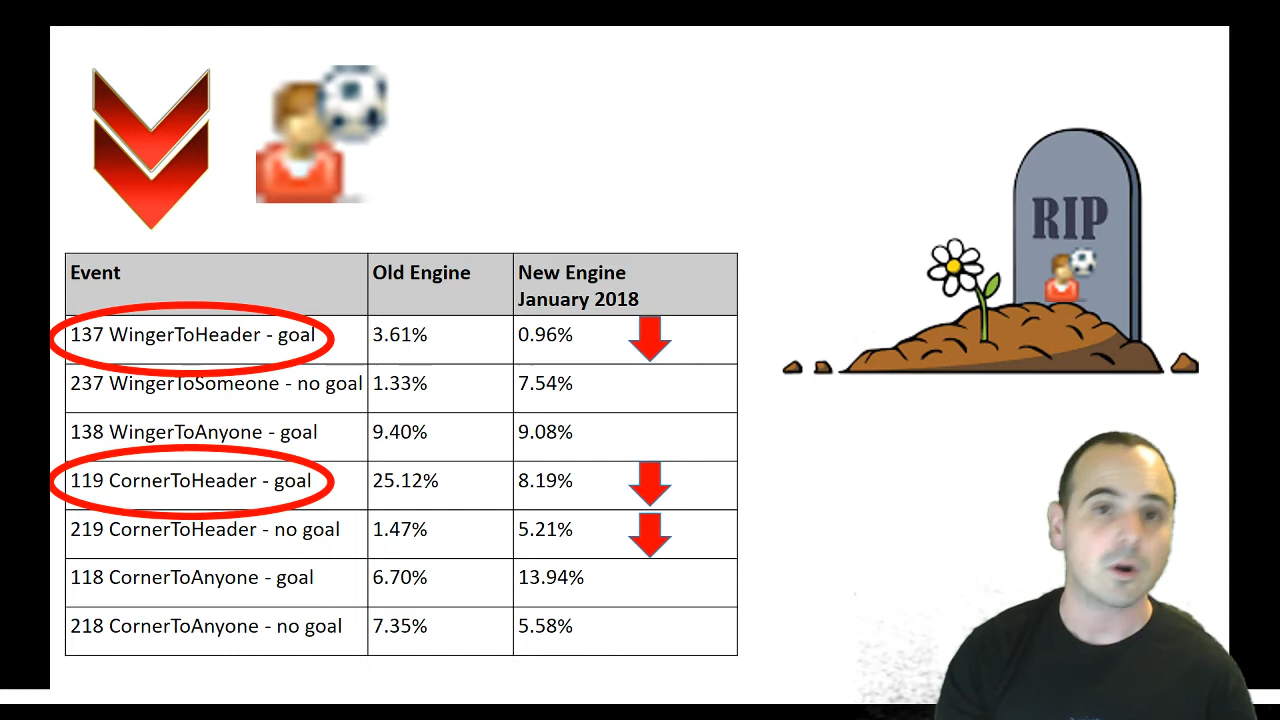 RIP
Event Old Engine New Engine
January 2018
137 WingerToHeader - goal 3.61% 0.96%
237 WingerToSomeone - no goal 1.33% 7.54%
138 WingerToAnyone - goal 9.40% 9.08%
119 CornerToHeader - goal 25.12% 8.19%
219 CornerToHeader - no goal 1.47% 5.21%
118 CornerToAnyone - goal 6.70% 13.94%
218 CornerToAnyone - no goal 7.35% 5.58%